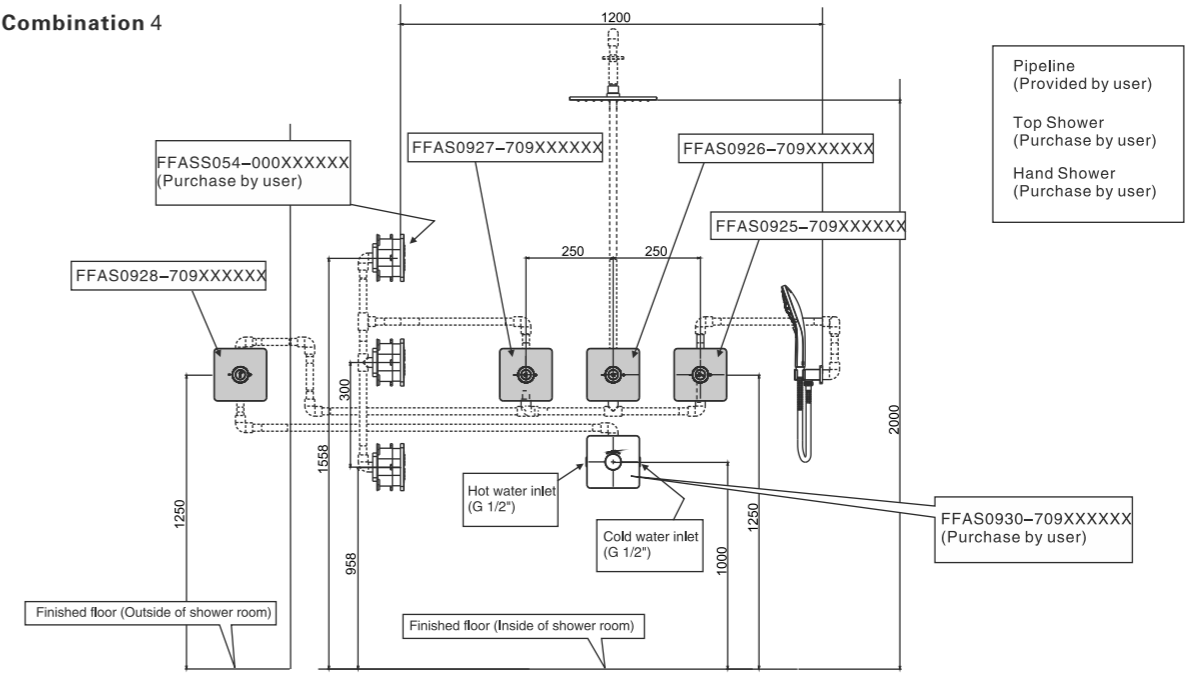 Combination 4
1200
Pipeline
(Provided by user)
Top Shower
(Purchase by user)
Hand Shower
(Purchase by user)
FFASS054-000XXXXXX
(Purchase by user)
FFAS0927-709XXXXXX
FFAS0926-709XXXXXX
FFAS0925-709XXXXXX
FFAS0928-709XXXXXX
250
250
300
2000
1558
1250
Hot water inlet
(G 1/2")
Cold water inlet
(G 1/2")
FFAS0930-709XXXXXX
(Purchase by user)
958
1000
1250
Finished floor (Outside of shower room)
Finished floor (Inside of shower room)